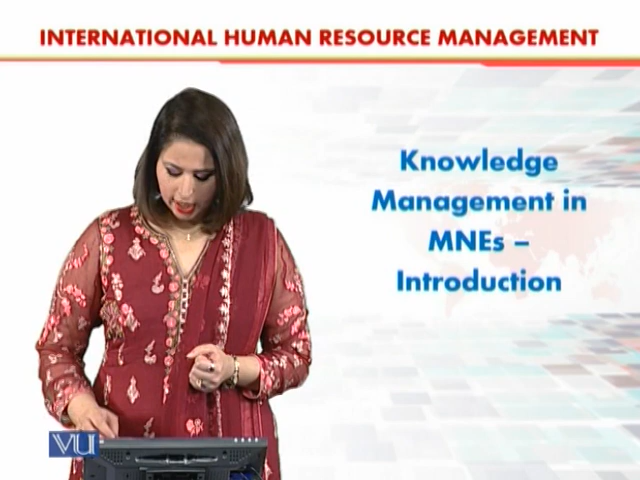 INTERNATIONAL HUMAN RESOURCE MANAGEMENT
Knowledge
Management in
MNEs –
Introduction
VU